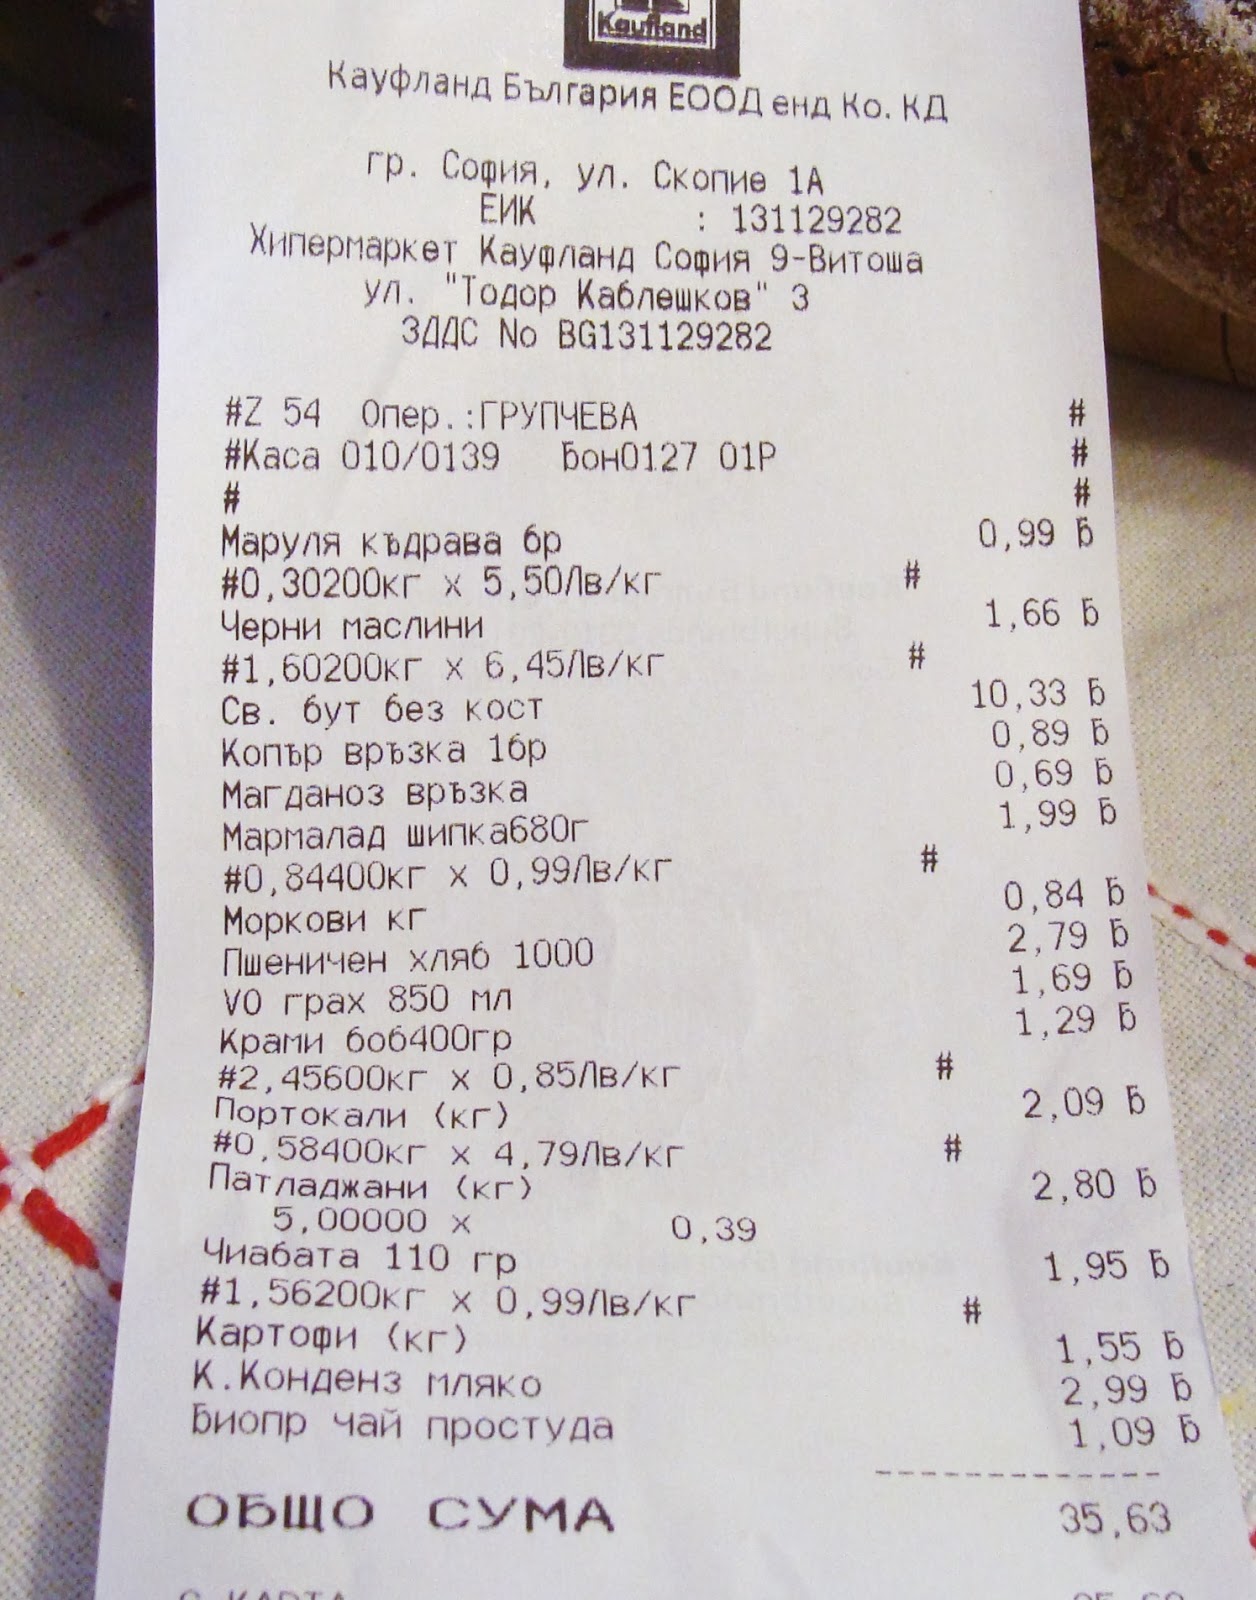 Kaufland
Кауфланд България ЕООД енд Ко. КД
гр. София, ул. Скопие 1А
ЕИК : 131129282
Хипермаркет Кауфланд София 9-Витоша
ул. "Тодор Каблешков" 3
ЗДДС No BG131129282
#Z 54 Опер.:ГРУПЧЕВА #
#Каса 010/0139 Бон0127 01Р #
# #
Маруля къдрава бр 0,99 Б
#0,30200кг х 5,50Лв/кг #
Черни маслини 1,66 Б
#1,60200кг х 6,45Лв/кг #
Св. бут без кост 10,33 Б
Копър връзка 1бр 0,89 Б
Магданоз връзка 0,69 Б
Мармалад шипка680г 1,99 Б
#0,84400кг х 0,99Лв/кг #
Моркови кг 0,84 Б
Пшеничен хляб 1000 2,79 Б
VO грах 850 мл 1,69 Б
Крами боб400гр 1,29 Б
#2,45600кг х 0,85Лв/кг #
Портокали (кг) 2,09 Б
#0,58400кг х 4,79Лв/кг #
Патладжани (кг) 2,80 Б
5,00000 х 0,39
Чиабата 110 гр 1,95 Б
#1,56200кг х 0,99Лв/кг #
Картофи (кг) 1,55 Б
К.Конденз мляко 2,99 Б
Биопр чай простуда 1,09 Б
-------------
ОБЩО СУМА 35,63